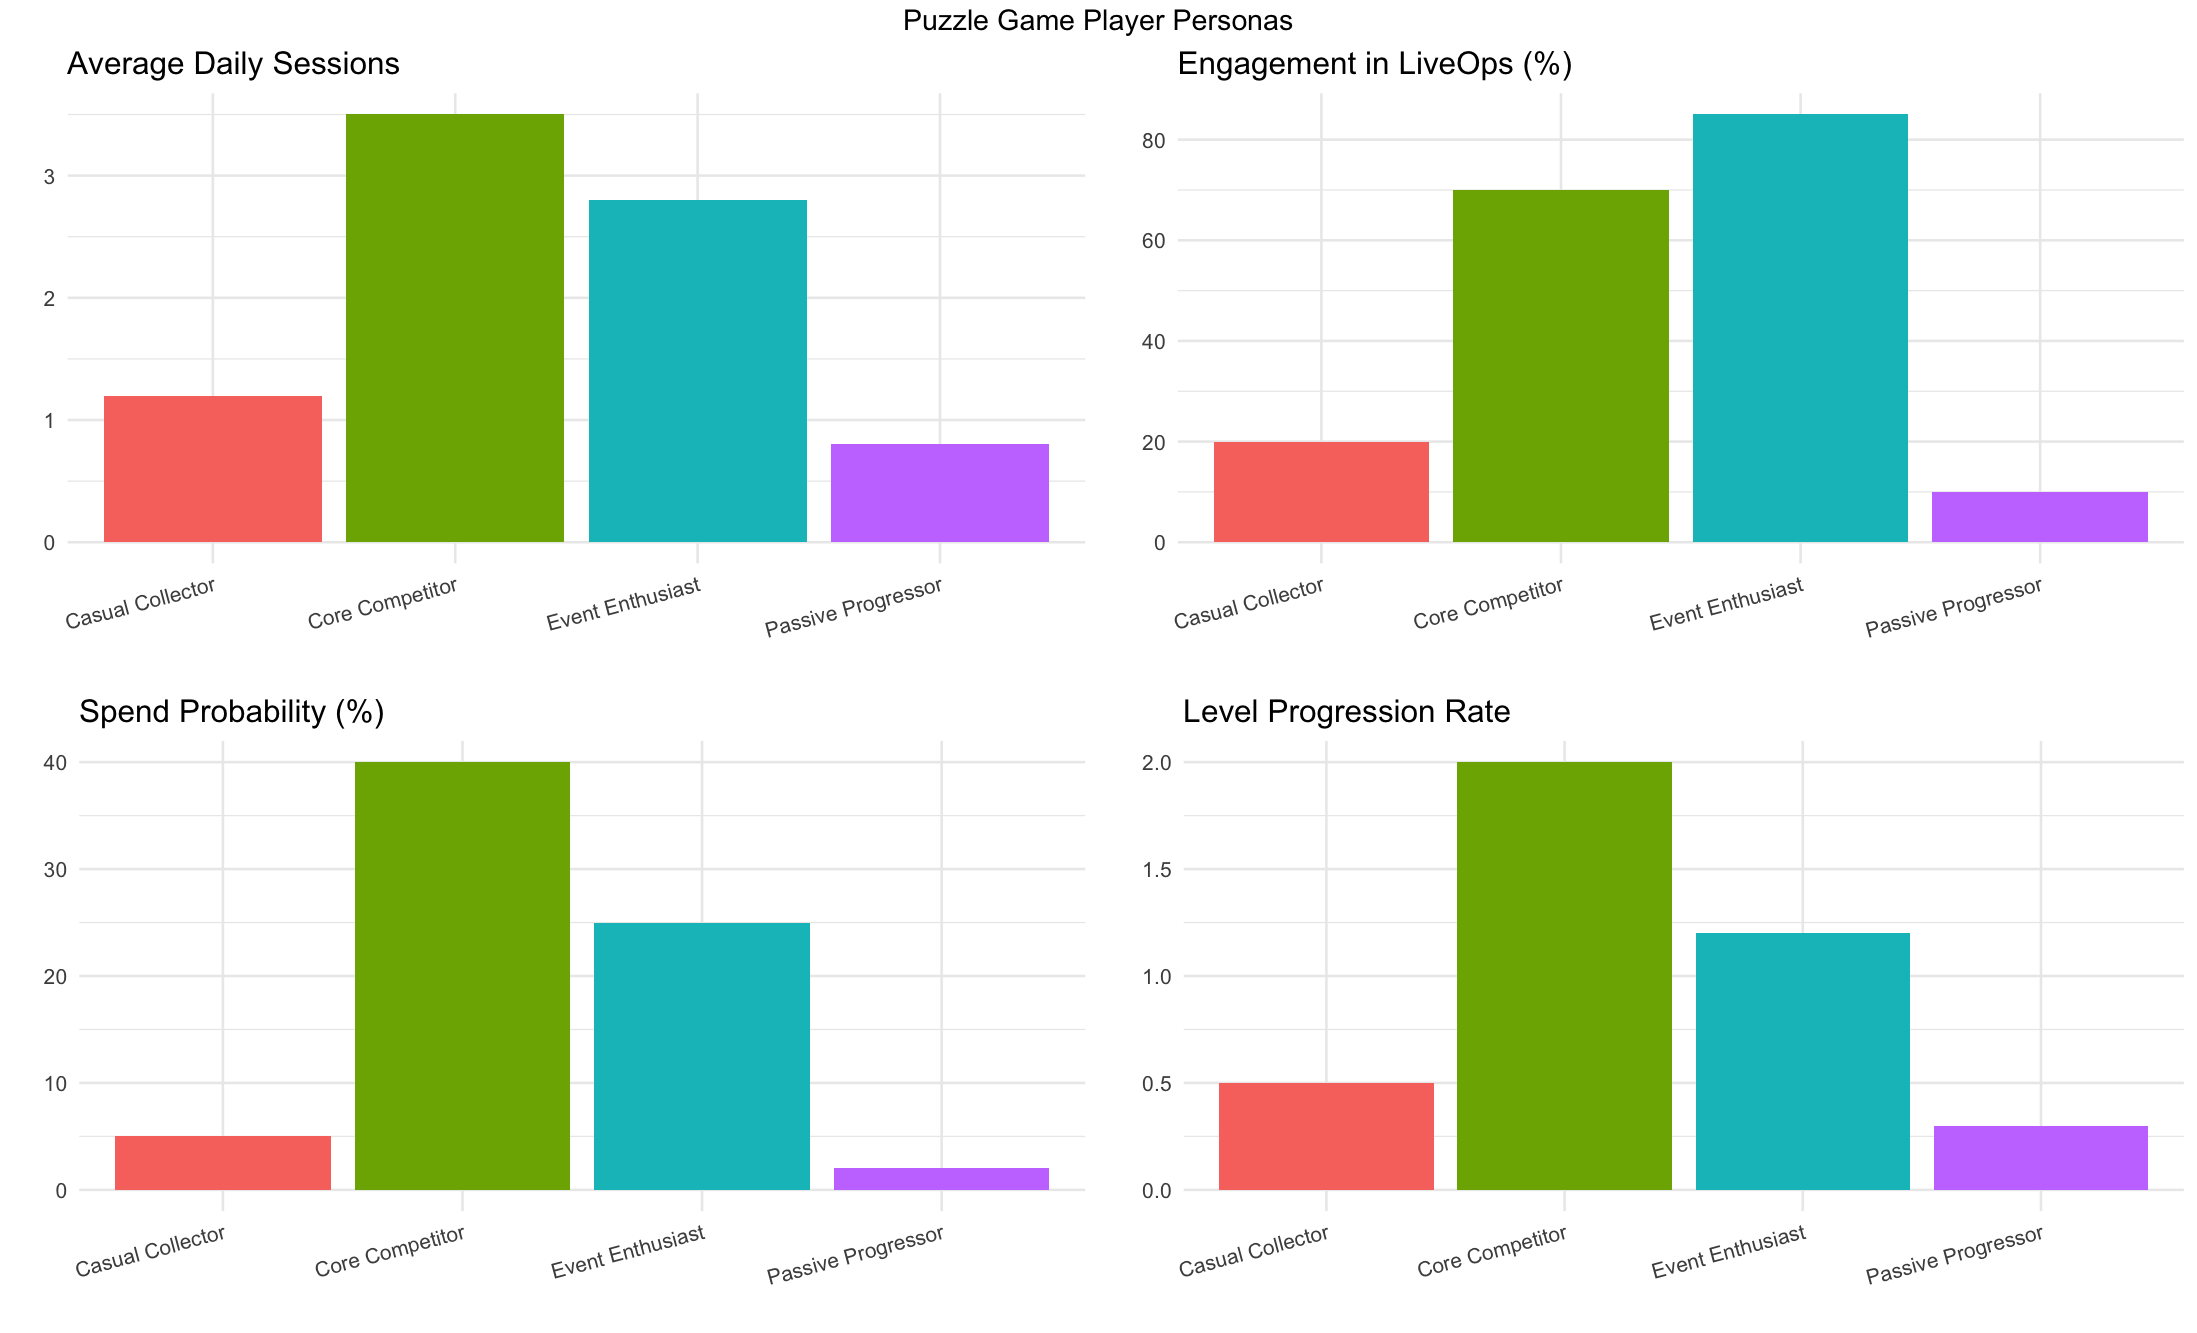 Puzzle Game Player Personas
Average Daily Sessions
3
2
1
0
Casual Collector
Core Competitor
Event Enthusiast
Passive Progressor
Engagement in LiveOps (%)
80
60
40
20
0
Casual Collector
Core Competitor
Event Enthusiast
Passive Progressor
Spend Probability (%)
40
30
20
10
0
Casual Collector
Core Competitor
Event Enthusiast
Passive Progressor
Level Progression Rate
2.0
1.5
1.0
0.5
0.0
Casual Collector
Core Competitor
Event Enthusiast
Passive Progressor